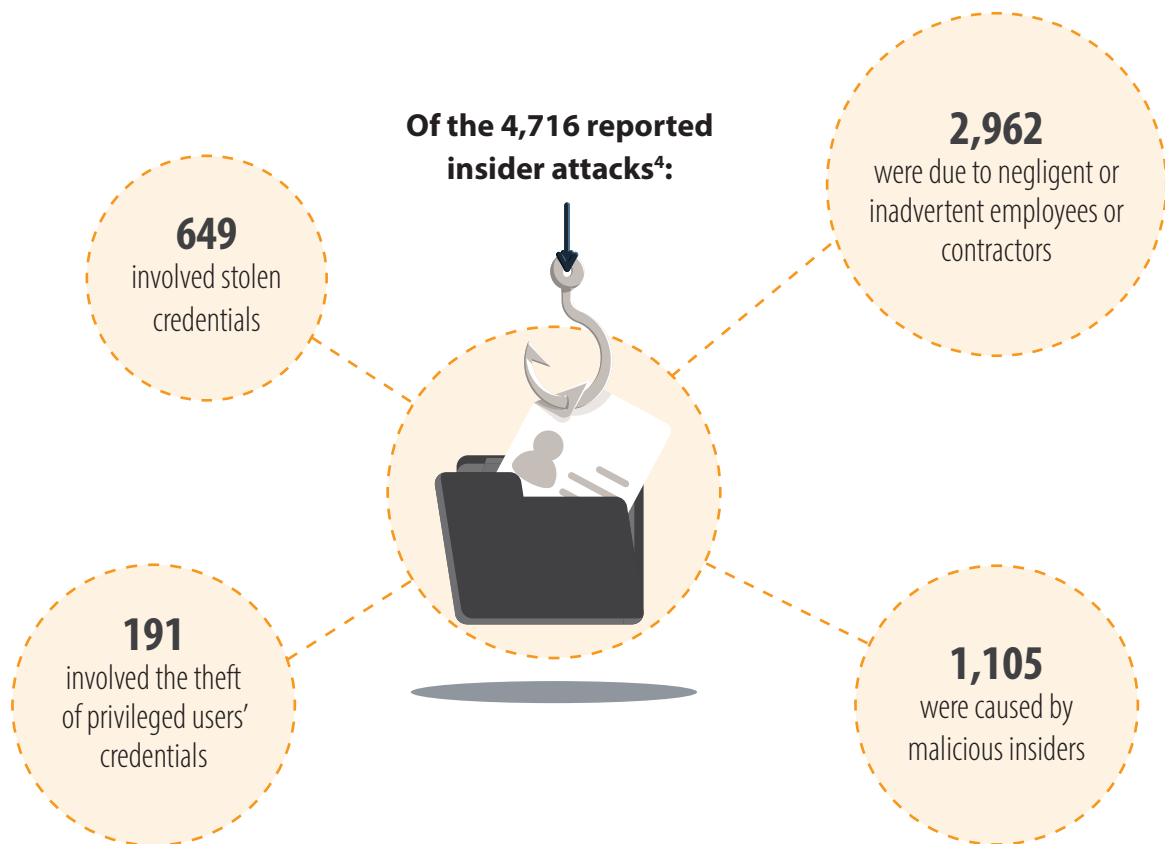 Of the 4,716 reported
insider attacks⁴:
649
involved stolen
credentials
2,962
were due to negligent or
inadvertent employees or
contractors
191
involved the theft
of privileged users’
credentials
1,105
were caused by
malicious insiders